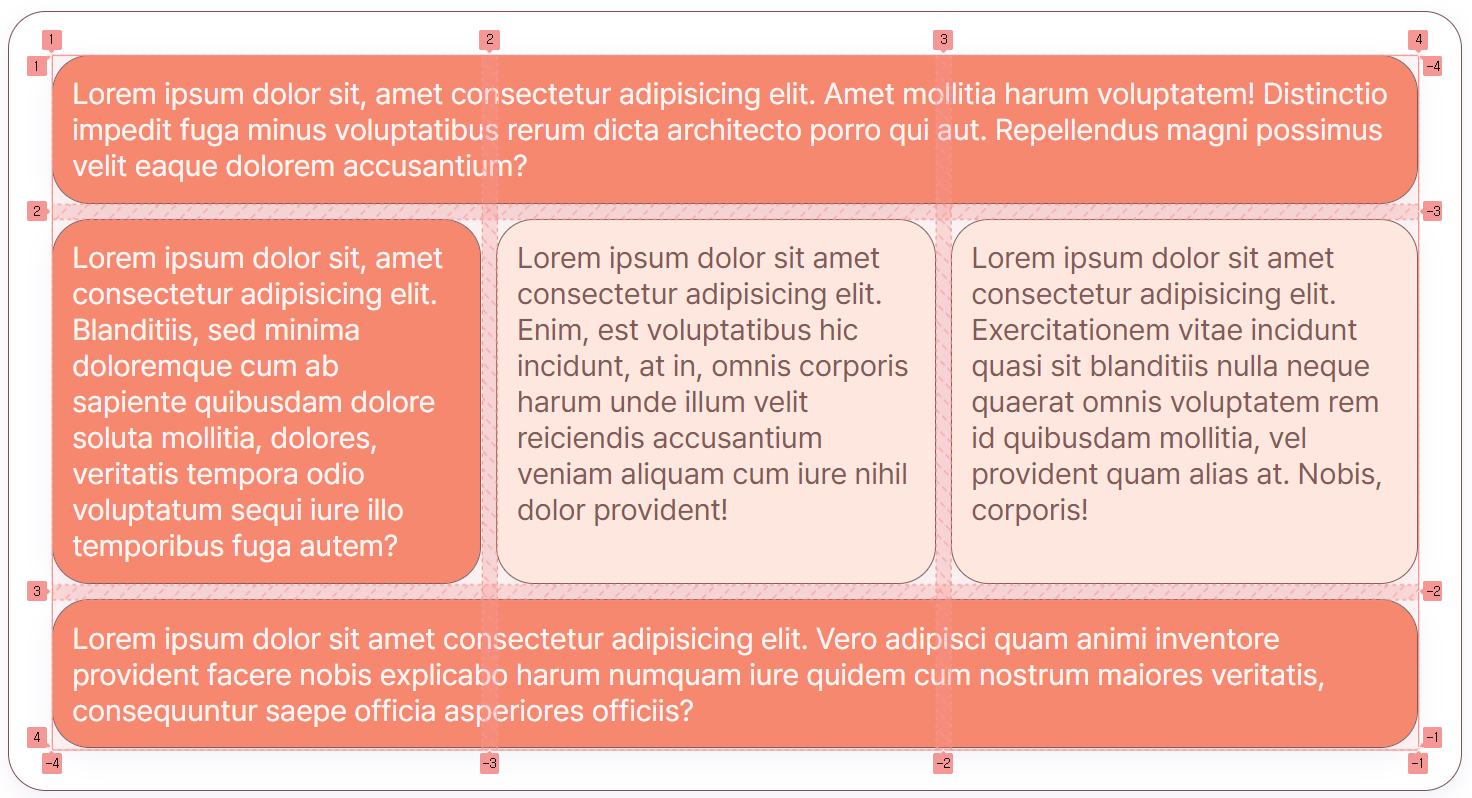 1 2 3 4
1 -4
Lorem ipsum dolor sit, amet consectetur adipisicing elit. Amet mollitia harum voluptatem! Distinctio
impedit fuga minus voluptatibus rerum dicta architecto porro qui aut. Repellendus magni possimus
velit eaque dolorem accusantium?
2 -3
Lorem ipsum dolor sit, amet
consectetur adipisicing elit.
Blanditiis, sed minima
doloremque cum ab
sapiente quibusdam dolore
soluta mollitia, dolores,
veritatis tempora odio
voluptatum sequi iure illo
temporibus fuga autem?
Lorem ipsum dolor sit amet
consectetur adipisicing elit.
Enim, est voluptatibus hic
incidunt, at in, omnis corporis
harum unde illum velit
reiciendis accusantium
veniam aliquam cum iure nihil
dolor provident!
Lorem ipsum dolor sit amet
consectetur adipisicing elit.
Exercitationem vitae incidunt
quasi sit blanditiis nulla neque
quaerat omnis voluptatem rem
id quibusdam mollitia, vel
provident quam alias at. Nobis,
corporis!
3 -2
Lorem ipsum dolor sit amet consectetur adipisicing elit. Vero adipisci quam animi inventore
provident facere nobis explicabo harum numquam iure quidem cum nostrum maiores veritatis,
consequuntur saepe officia asperiores officiis?
4 -1
-4 -3 -2 -1